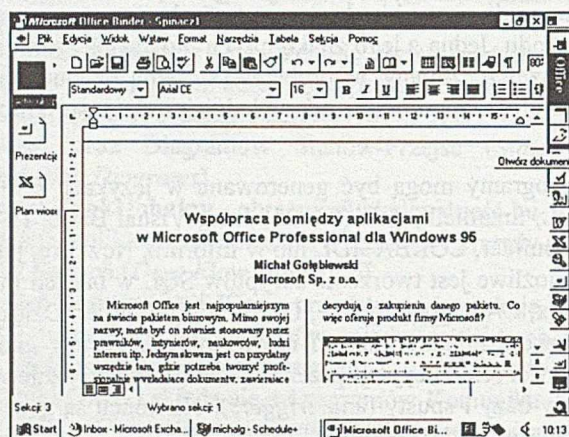 Microsoft Office Binder - Spinacz1
Plik Edycja Widok Wstaw Format Narzędzia Tabela Sekcja Pomoc
Office
Standardowy Arial CE 16 B I U
Prezentcje
Otwórz dokument
Plan wios
Współpraca pomiędzy aplikacjami
w Microsoft Office Professional dla Windows 95
Michał Gołębiewski
Microsoft Sp. z o.o.
Microsoft Office jest najpopularniejszym
na świecie pakietem biurowym. Mimo swojej
nazwy, może być on również stosowany przez
prawników, inżynierów, naukowców, ludzi
interesu itp. Jednym słowem jest on przydatny
wszędzie tam, gdzie potrzeba tworzyć profe-
sjonalnie wyglądające dokumenty, zawierające
decydują o zakupieniu danego pakietu. Co
więc oferuje produkt firmy Microsoft?
Sekcji: 3 Wybrano sekcji: 1
Start Inbox - Microsoft Excha... michalg - Schedule+ Microsoft Office Bi... 10:13